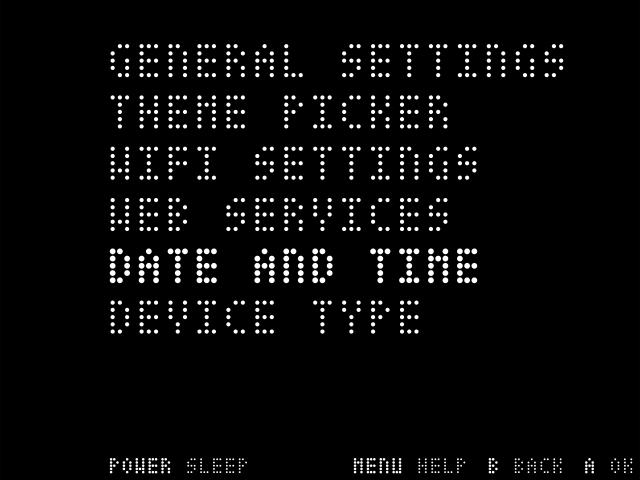 GENERAL SETTINGS
THEME PICKER
WIFI SETTINGS
WEB SERVICES
DATE AND TIME
DEVICE TYPE
POWER SLEEP MENU HELP B BACK A OK